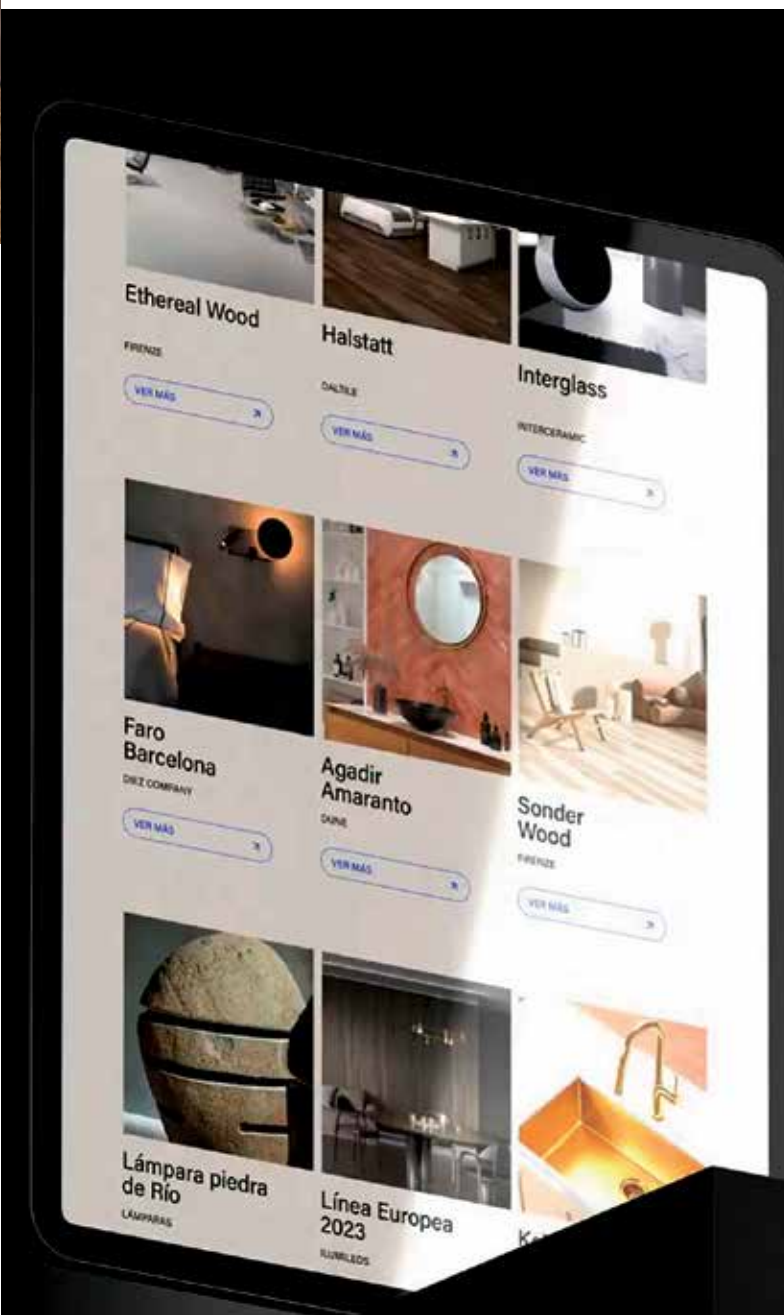 Ethereal Wood
FIRENZE
VER MÁS
Halstatt
DALTILE
VER MÁS
Interglass
INTERCERAMIC
VER MÁS
Faro
Barcelona
DIEZ COMPANY
VER MÁS
Agadir
Amaranto
DUNE
VER MÁS
Sonder
Wood
FIRENZE
VER MÁS
Lámpara piedra
de Río
LÁMPARAS
Línea Europea
2023
ILUMILEDS